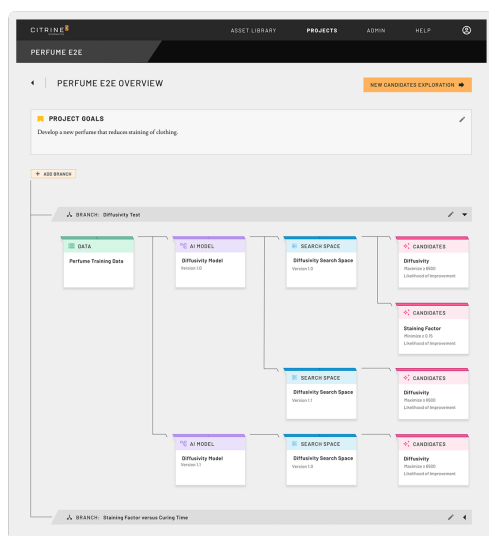 CITRINE
ASSET LIBRARY
PROJECTS
ADMIN
HELP
PERFUME E2E
PERFUME E2E OVERVIEW
NEW CANDIDATES EXPLORATION
PROJECT GOALS
Develop a new perfume that reduces staining of clothing.
+ ADD BRANCH
BRANCH: Diffusivity Test
DATA
Perfume Training Data
AI MODEL
Diffusivity Model
Version 1.0
SEARCH SPACE
Diffusivity Search Space
Version 1.0
CANDIDATES
Diffusivity
Maximize ≥ 6500
Likelihood of Improvement
CANDIDATES
Staining Factor
Minimize ≤ 0.15
Likelihood of Improvement
SEARCH SPACE
Diffusivity Search Space
Version 1.1
CANDIDATES
Diffusivity
Maximize ≥ 6500
Likelihood of Improvement
AI MODEL
Diffusivity Model
Version 1.1
SEARCH SPACE
Diffusivity Search Space
Version 1.0
CANDIDATES
Diffusivity
Maximize ≥ 6500
Likelihood of Improvement
BRANCH: Staining Factor versus Curing Time